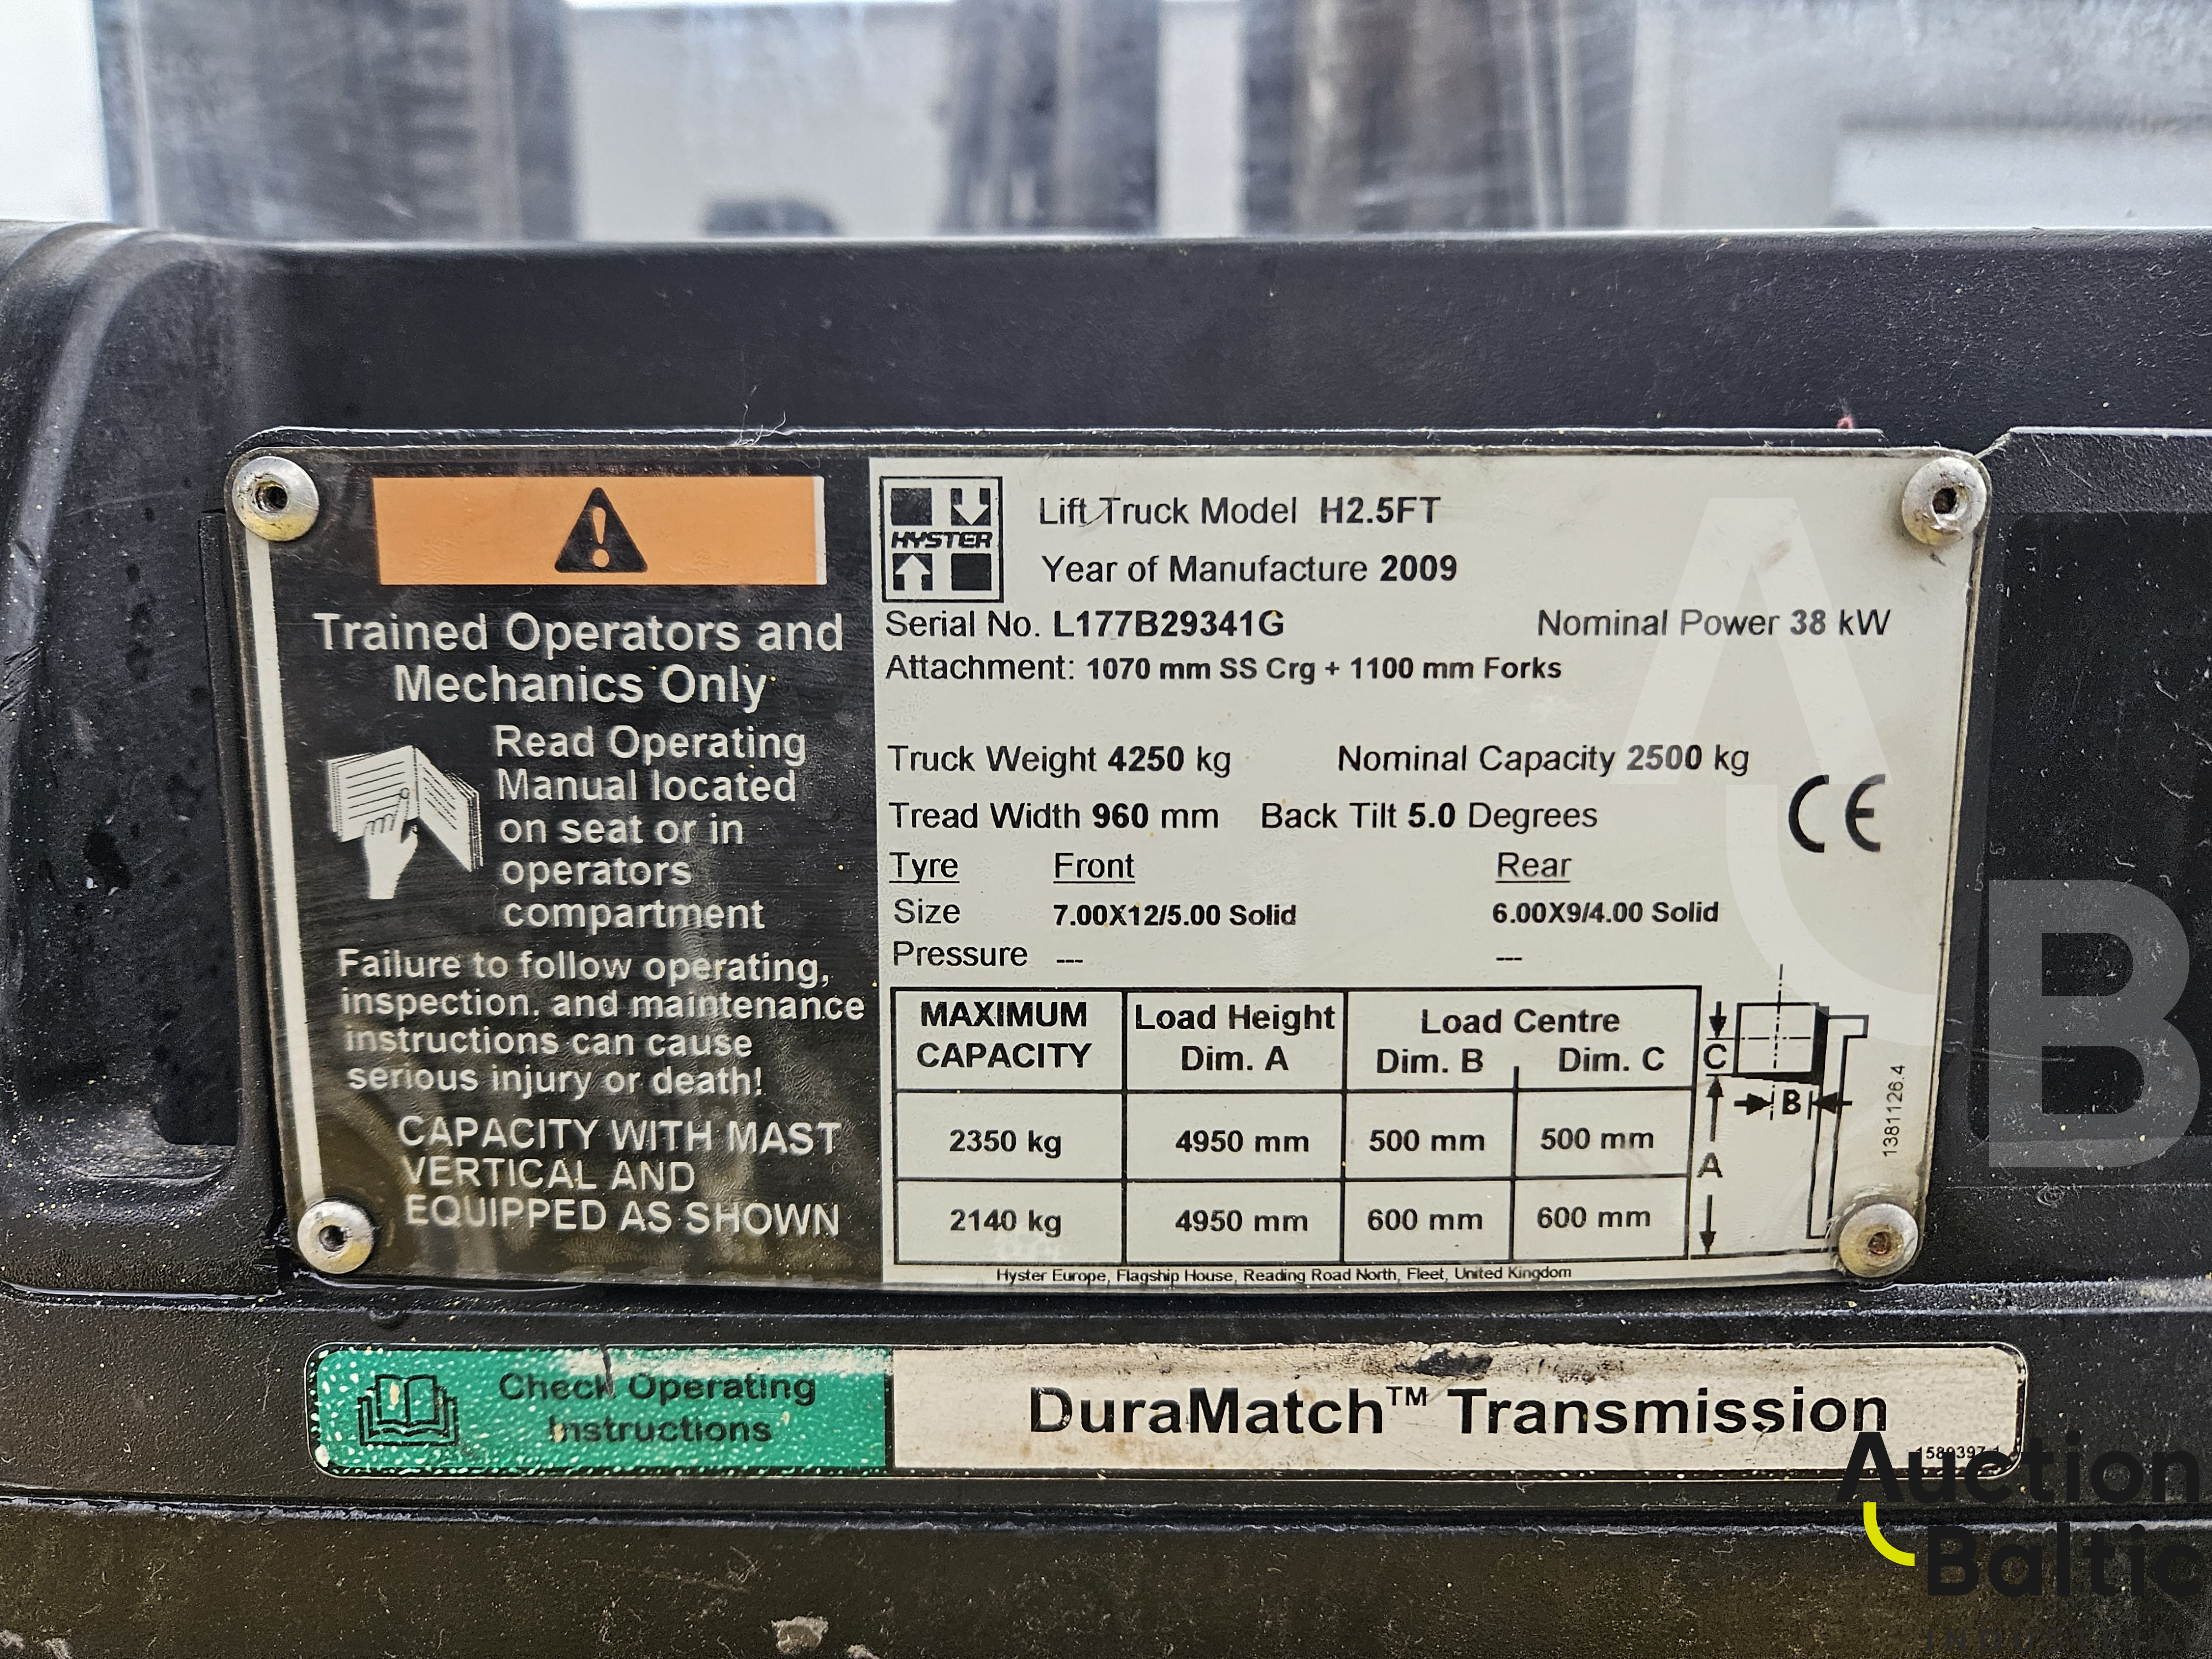 Trained Operators and
Mechanics Only
Read Operating
Manual located
on seat or in
operators
compartment
Failure to follow operating,
inspection. and maintenance
instructions can cause
serious injury or death!
CAPACITY WITH MAST
VERTICAL AND
EQUIPPED AS SHOWN
HYSTER
Lift Truck Model H2.5FT
Year of Manufacture 2009
Serial No. L177B29341G Nominal Power 38 kW
Attachment: 1070 mm SS Crg + 1100 mm Forks
Truck Weight 4250 kg Nominal Capacity 2500 kg
Tread Width 960 mm Back Tilt 5.0 Degrees
CE
Tyre Front Rear
Size 7.00X12/5.00 Solid 6.00X9/4.00 Solid
Pressure --- ---
MAXIMUM CAPACITY Load Height Dim. A Load Centre Dim. B Dim. C
2350 kg 4950 mm 500 mm 500 mm
2140 kg 4950 mm 600 mm 600 mm
C
B
A
1381126.4
Hyster Europe, Flagship House, Reading Road North, Fleet, United Kingdom
Check Operating
Instructions
DuraMatch™ Transmission
AB
Auction
Baltic